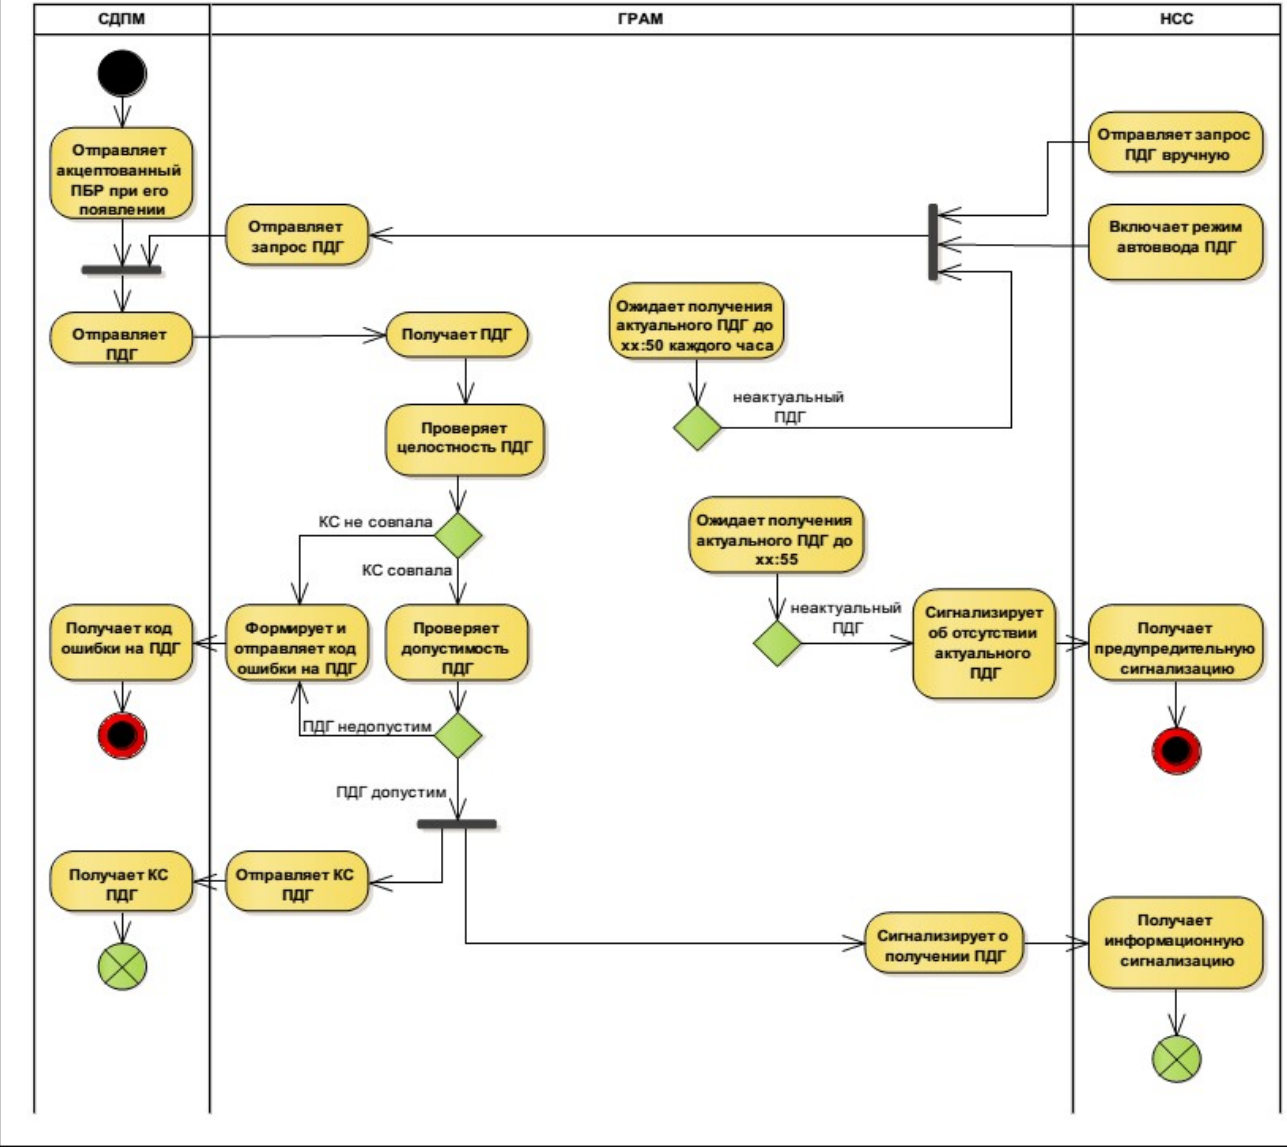 СДПМ
ГРАМ
НСС
Отправляет
акцептованный
ПБР при его
появлении
Отправляет
запрос ПДГ
Отправляет запрос
ПДГ вручную
Включает режим
автоввода ПДГ
Отправляет
ПДГ
Получает ПДГ
Ожидает получения
актуального ПДГ до
xx:50 каждого часа
неактуальный
ПДГ
Проверяет
целостность ПДГ
КС не совпала
КС совпала
Ожидает получения
актуального ПДГ до
xx:55
неактуальный
ПДГ
Получает код
ошибки на ПДГ
Формирует и
отправляет код
ошибки на ПДГ
Проверяет
допустимость
ПДГ
Сигнализирует
об отсутствии
актуального
ПДГ
Получает
предупредительную
сигнализацию
ПДГ недопустим
ПДГ допустим
Получает КС
ПДГ
Отправляет КС
ПДГ
Сигнализирует о
получении ПДГ
Получает
информационную
сигнализацию